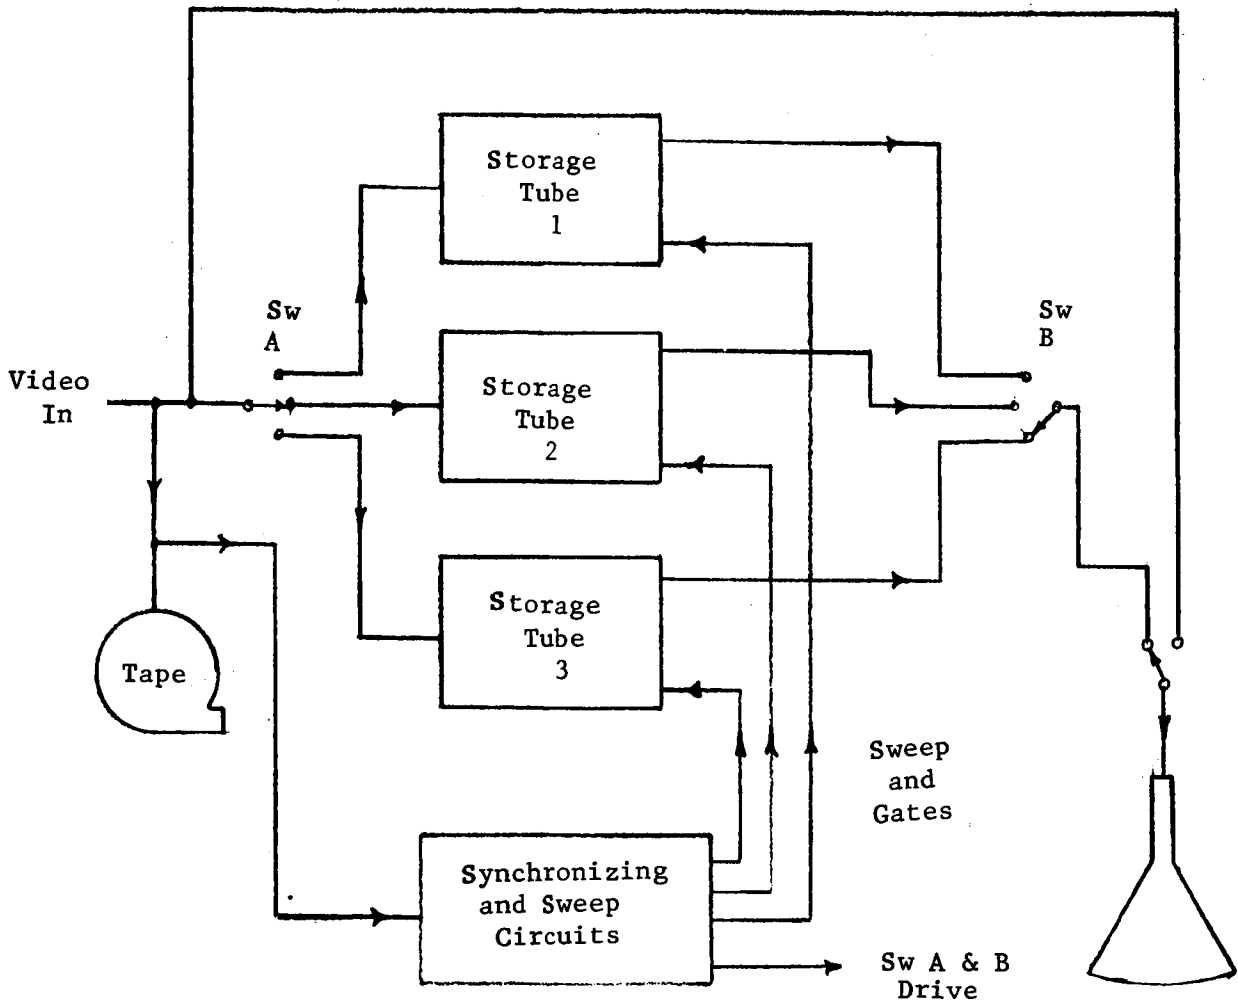 Storage
Tube
1
Sw
A
Sw
B
Video
In
Storage
Tube
2
Storage
Tube
3
Tape
Sweep
and
Gates
Synchronizing
and Sweep
Circuits
Sw A & B
Drive